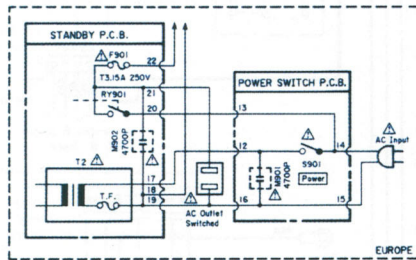 STANDBY P.C.B.
F901
22
T3.15A 250V
21
RY901
20
13
POWER SWITCH P.C.B.
M902
4700P
12
14
AC Input
S901
Power
M901
4700P
T2
17
18
19
T.F.
AC Outlet
Switched
16
15
EUROPE